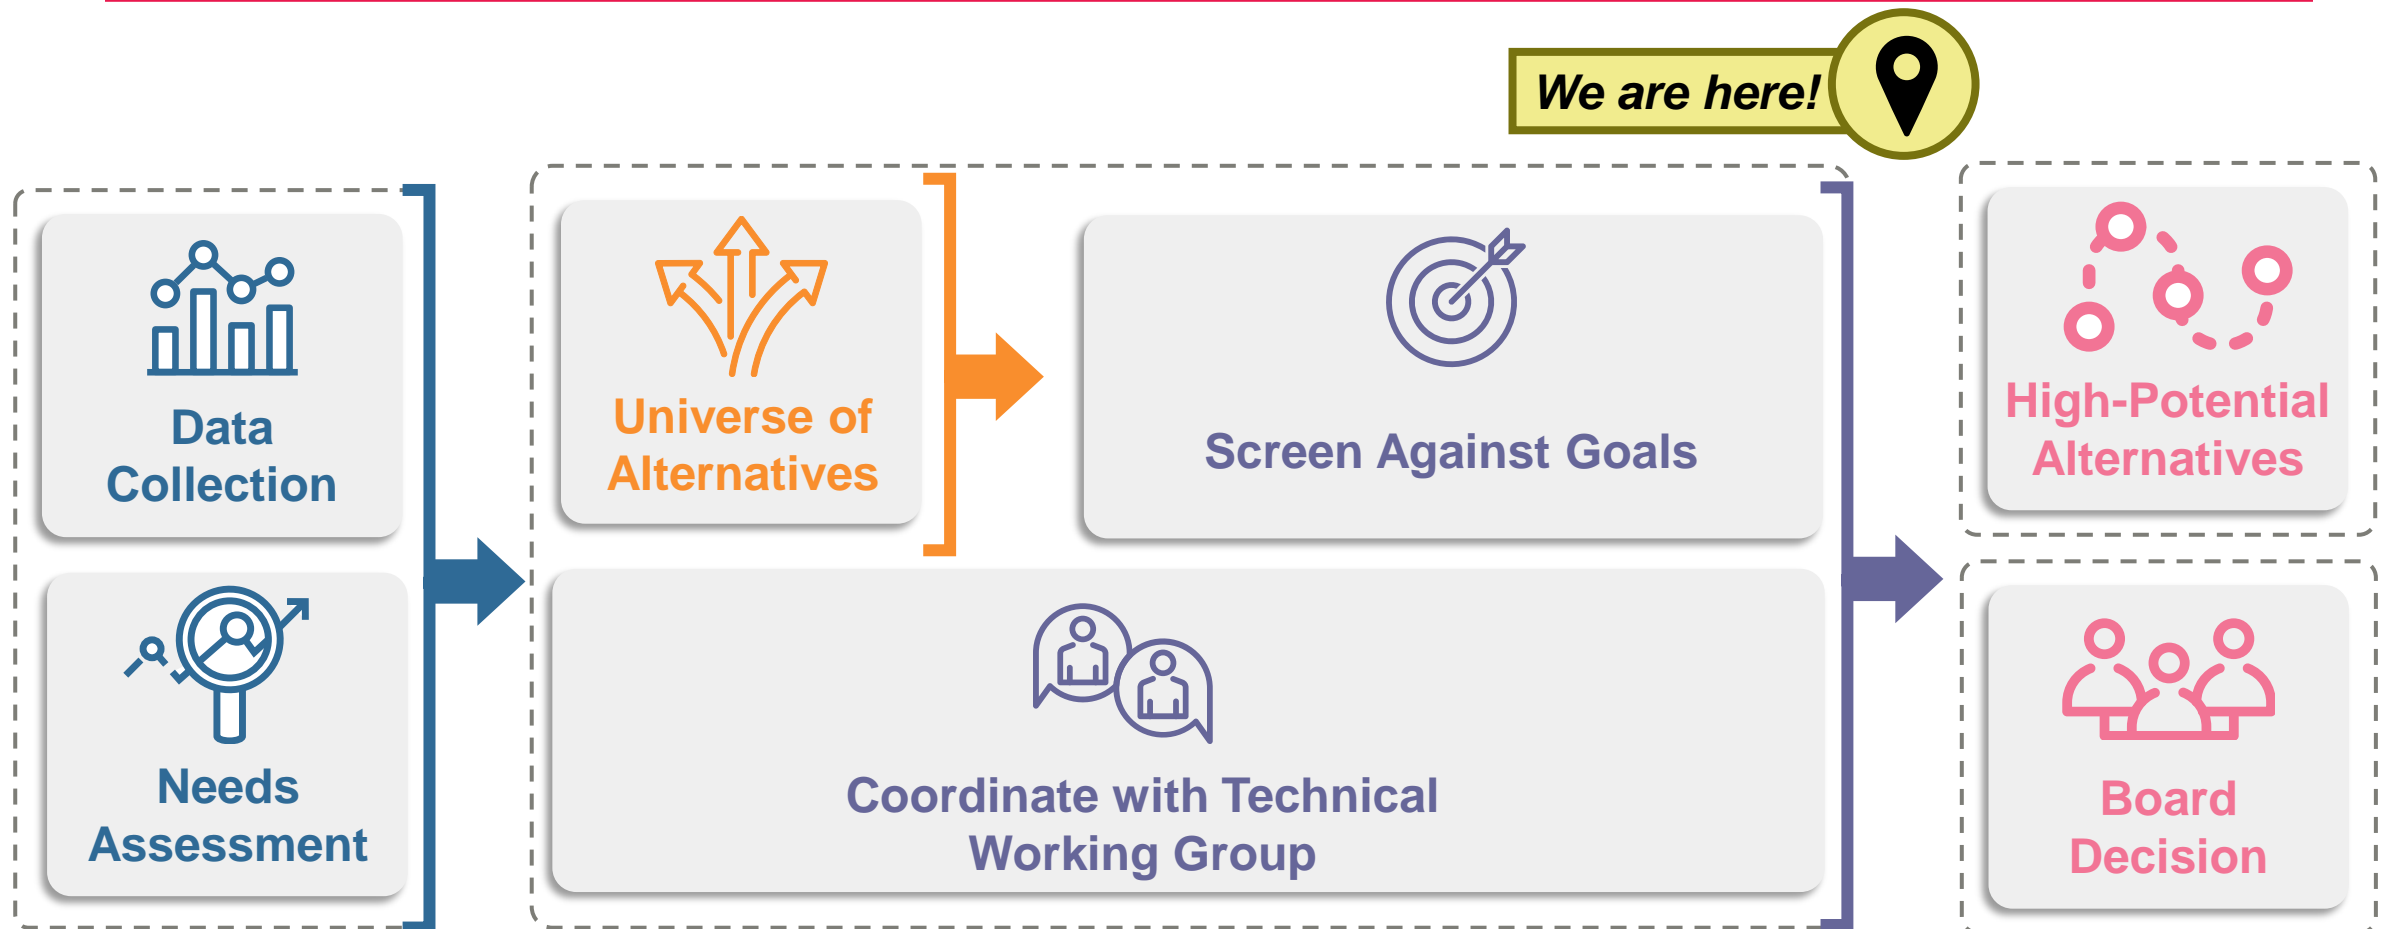 We are here!
Data
Collection
Needs
Assessment
Universe of
Alternatives
Screen Against Goals
Coordinate with Technical
Working Group
High-Potential
Alternatives
Board
Decision